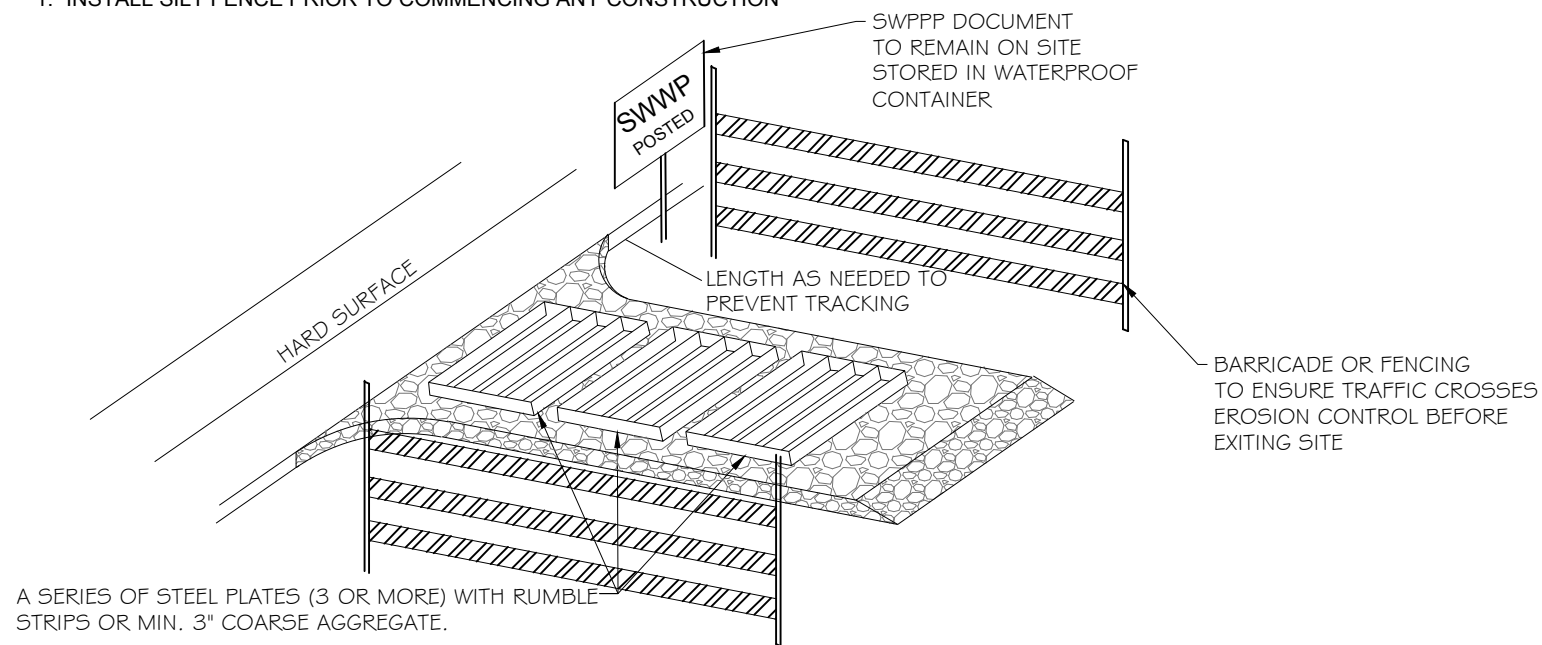 1. INSTALL SILT FENCE PRIOR TO COMMENCING ANY CONSTRUCTION
SWPPP DOCUMENT
TO REMAIN ON SITE
STORED IN WATERPROOF
CONTAINER
SWWP
POSTED
HARD SURFACE
LENGTH AS NEEDED TO
PREVENT TRACKING
BARRICADE OR FENCING
TO ENSURE TRAFFIC CROSSES
EROSION CONTROL BEFORE
EXITING SITE
A SERIES OF STEEL PLATES (3 OR MORE) WITH RUMBLE
STRIPS OR MIN. 3" COARSE AGGREGATE.